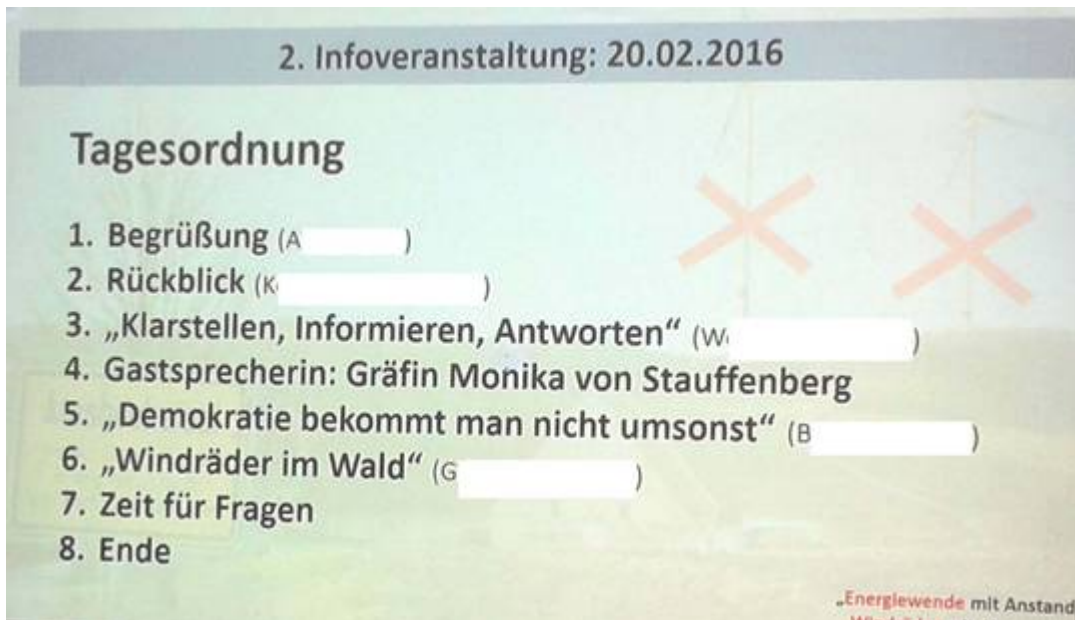 2. Infoveranstaltung: 20.02.2016
Tagesordnung
1. Begrüßung (A )
2. Rückblick (K )
3. „Klarstellen, Informieren, Antworten“ (W )
4. Gastsprecherin: Gräfin Monika von Stauffenberg
5. „Demokratie bekommt man nicht umsonst“ (B )
6. „Windräder im Wald“ (G )
7. Zeit für Fragen
8. Ende
„Energiewende mit Anstand